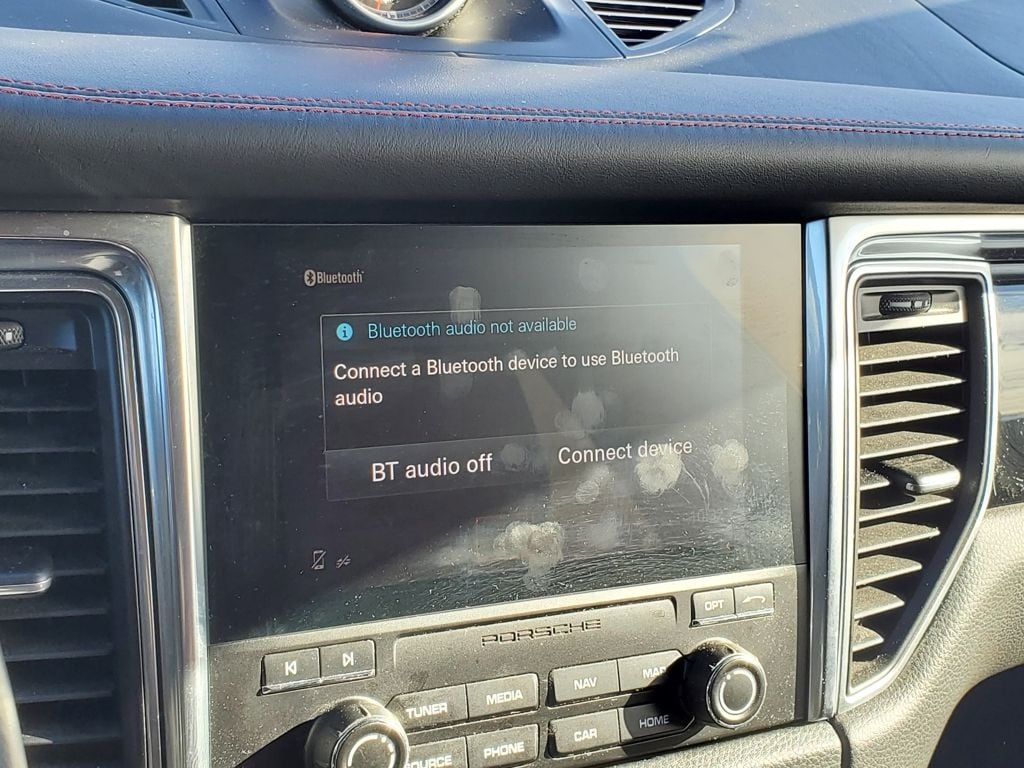 Bluetooth
Bluetooth audio not available
Connect a Bluetooth device to use Bluetooth
audio
BT audio off
Connect device
OPT
PORSCHE
TUNER
MEDIA
NAV
MAP
SOURCE
PHONE
CAR
HOME